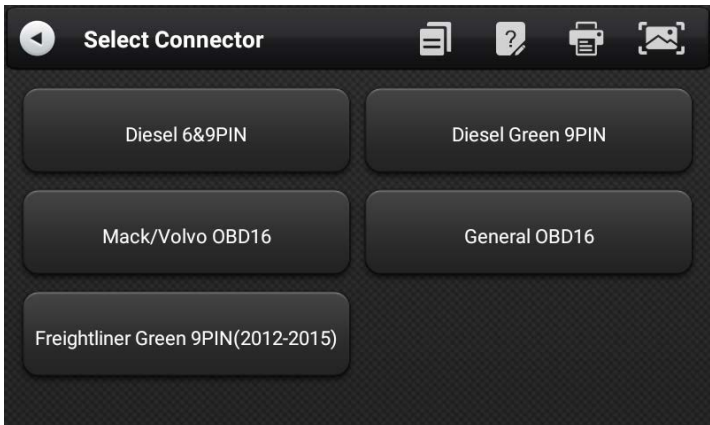 Select Connector
Diesel 6&9PIN
Diesel Green 9PIN
Mack/Volvo OBD16
General OBD16
Freightliner Green 9PIN(2012-2015)